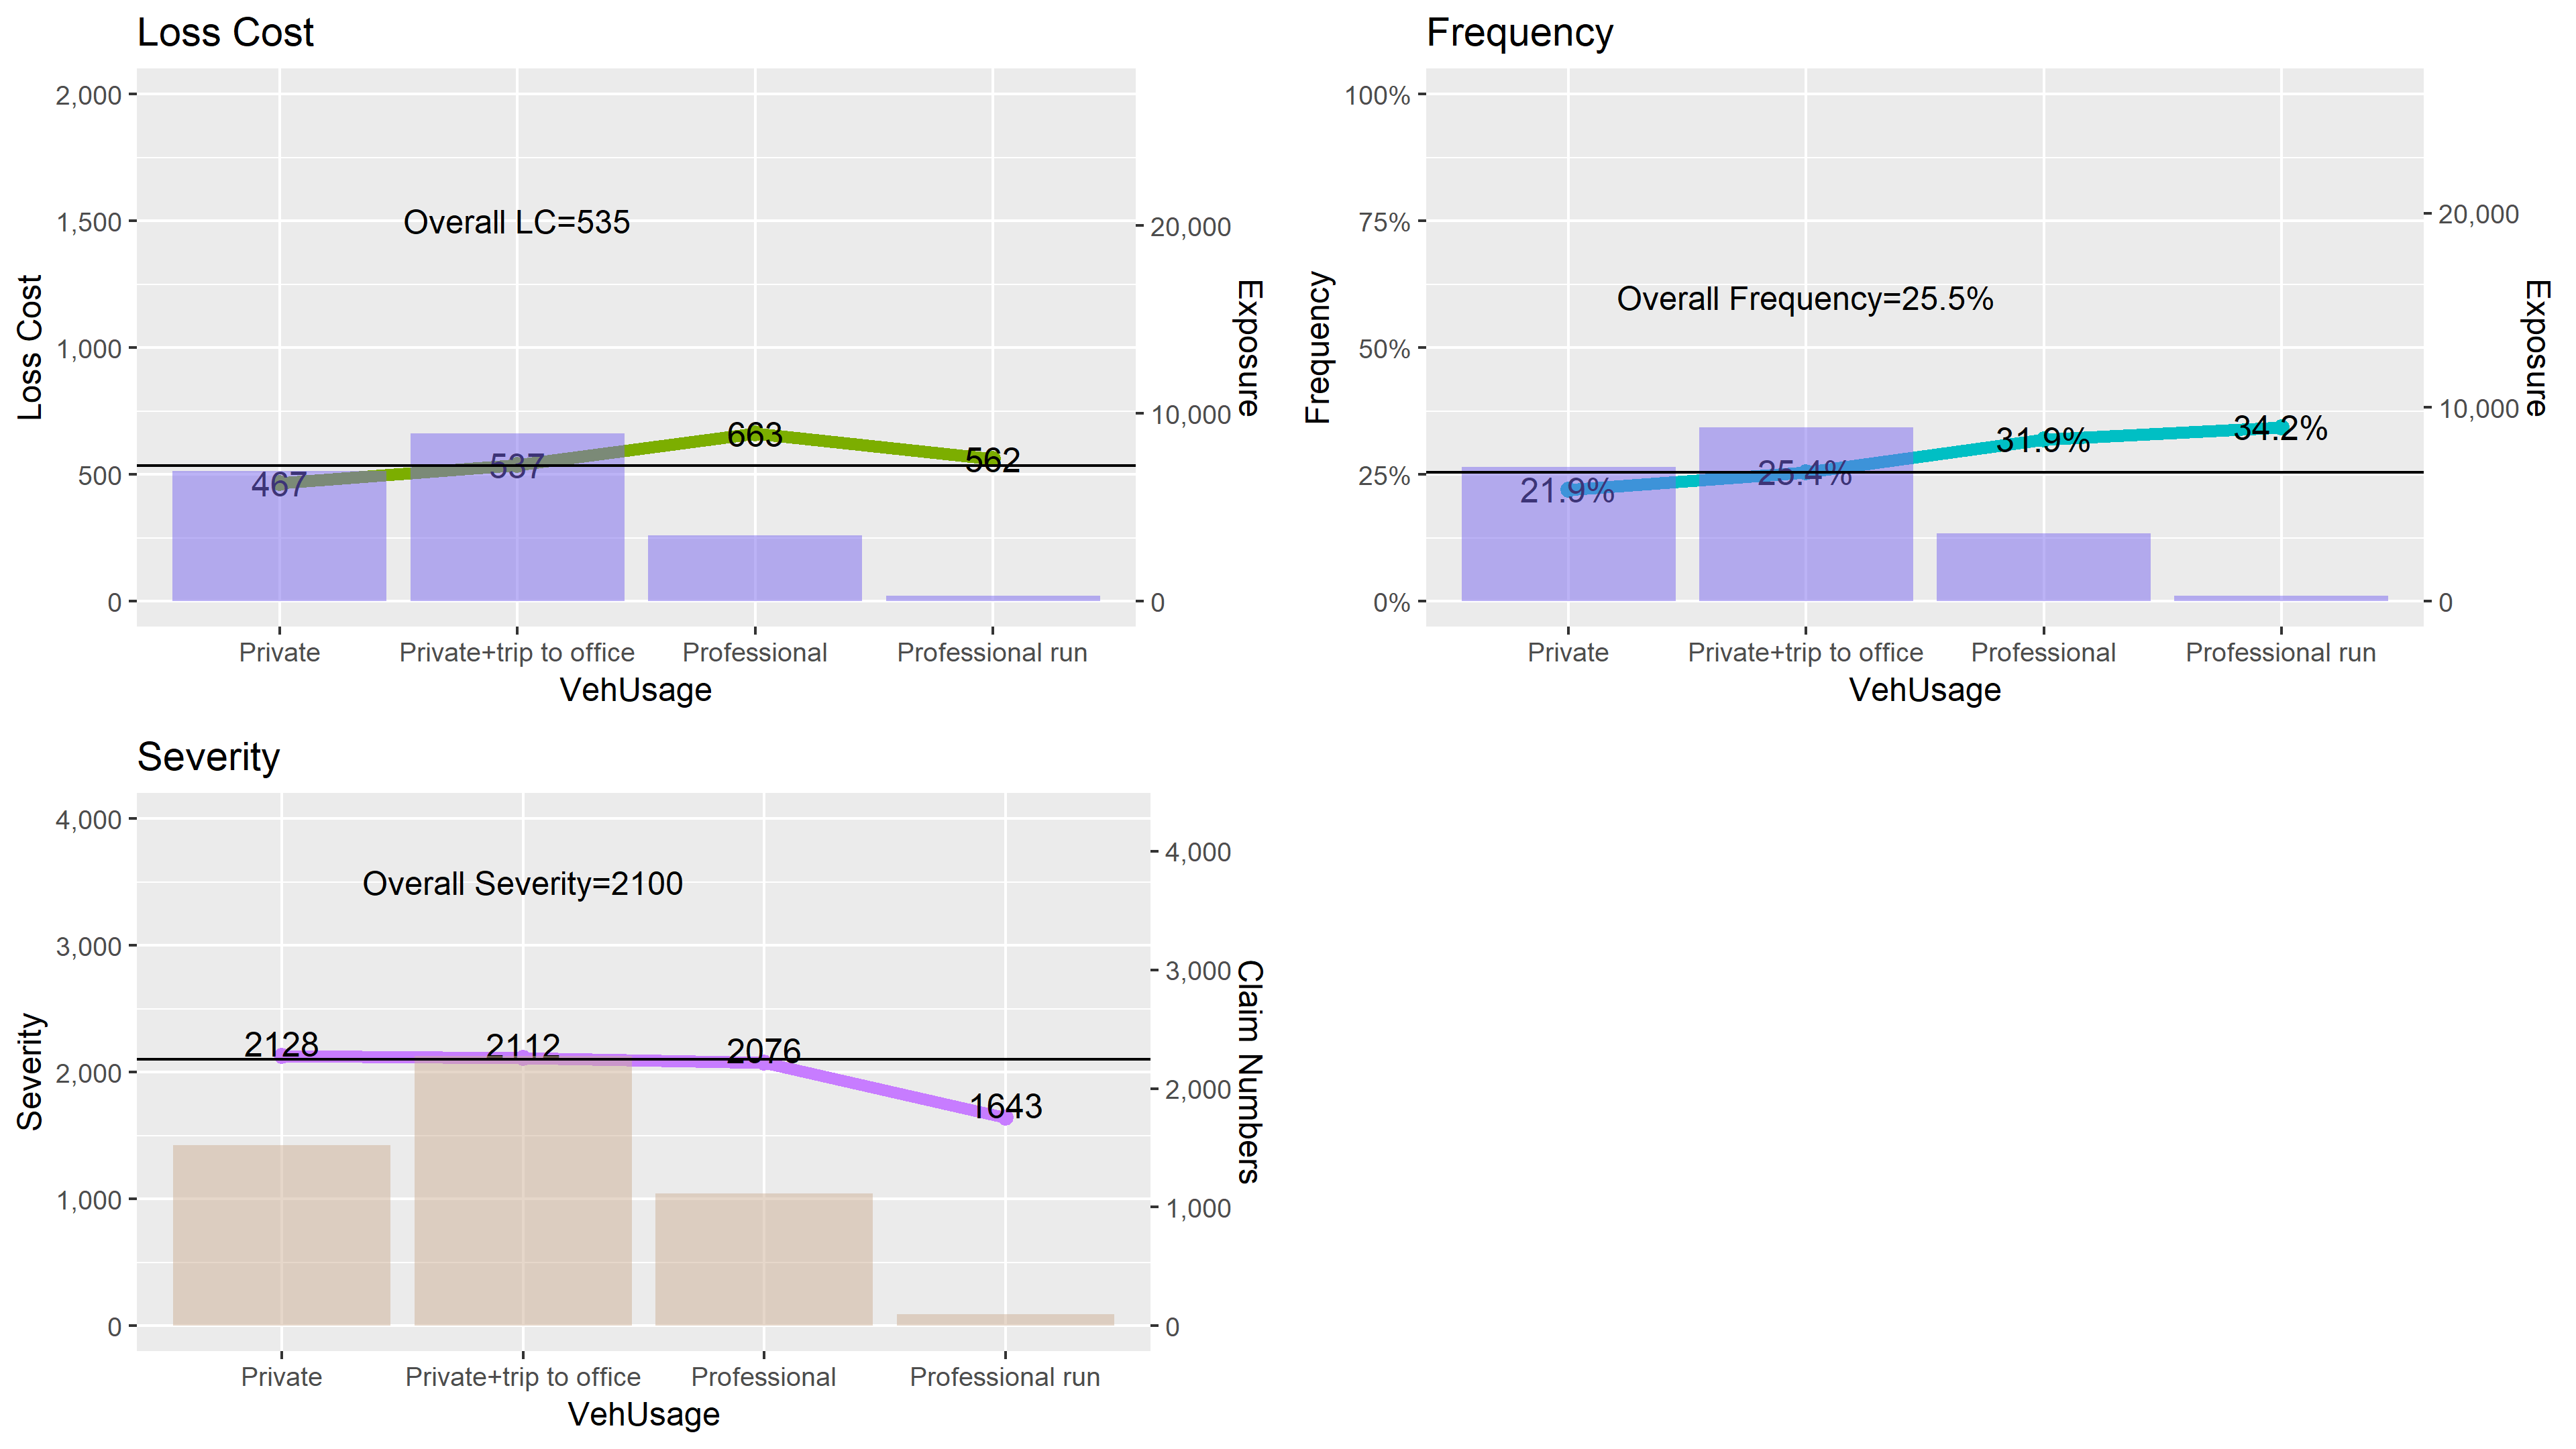 Loss Cost
2,000
1,500
1,000
500
0
Loss Cost
Overall LC=535
467
537
663
562
20,000
10,000
0
Exposure
Private
Private+trip to office
Professional
Professional run
VehUsage
Frequency
100%
75%
50%
25%
0%
Frequency
Overall Frequency=25.5%
21.9%
25.4%
31.9%
34.2%
20,000
10,000
0
Exposure
Private
Private+trip to office
Professional
Professional run
VehUsage
Severity
4,000
3,000
2,000
1,000
0
Severity
Overall Severity=2100
2128
2112
2076
1643
4,000
3,000
2,000
1,000
0
Claim Numbers
Private
Private+trip to office
Professional
Professional run
VehUsage